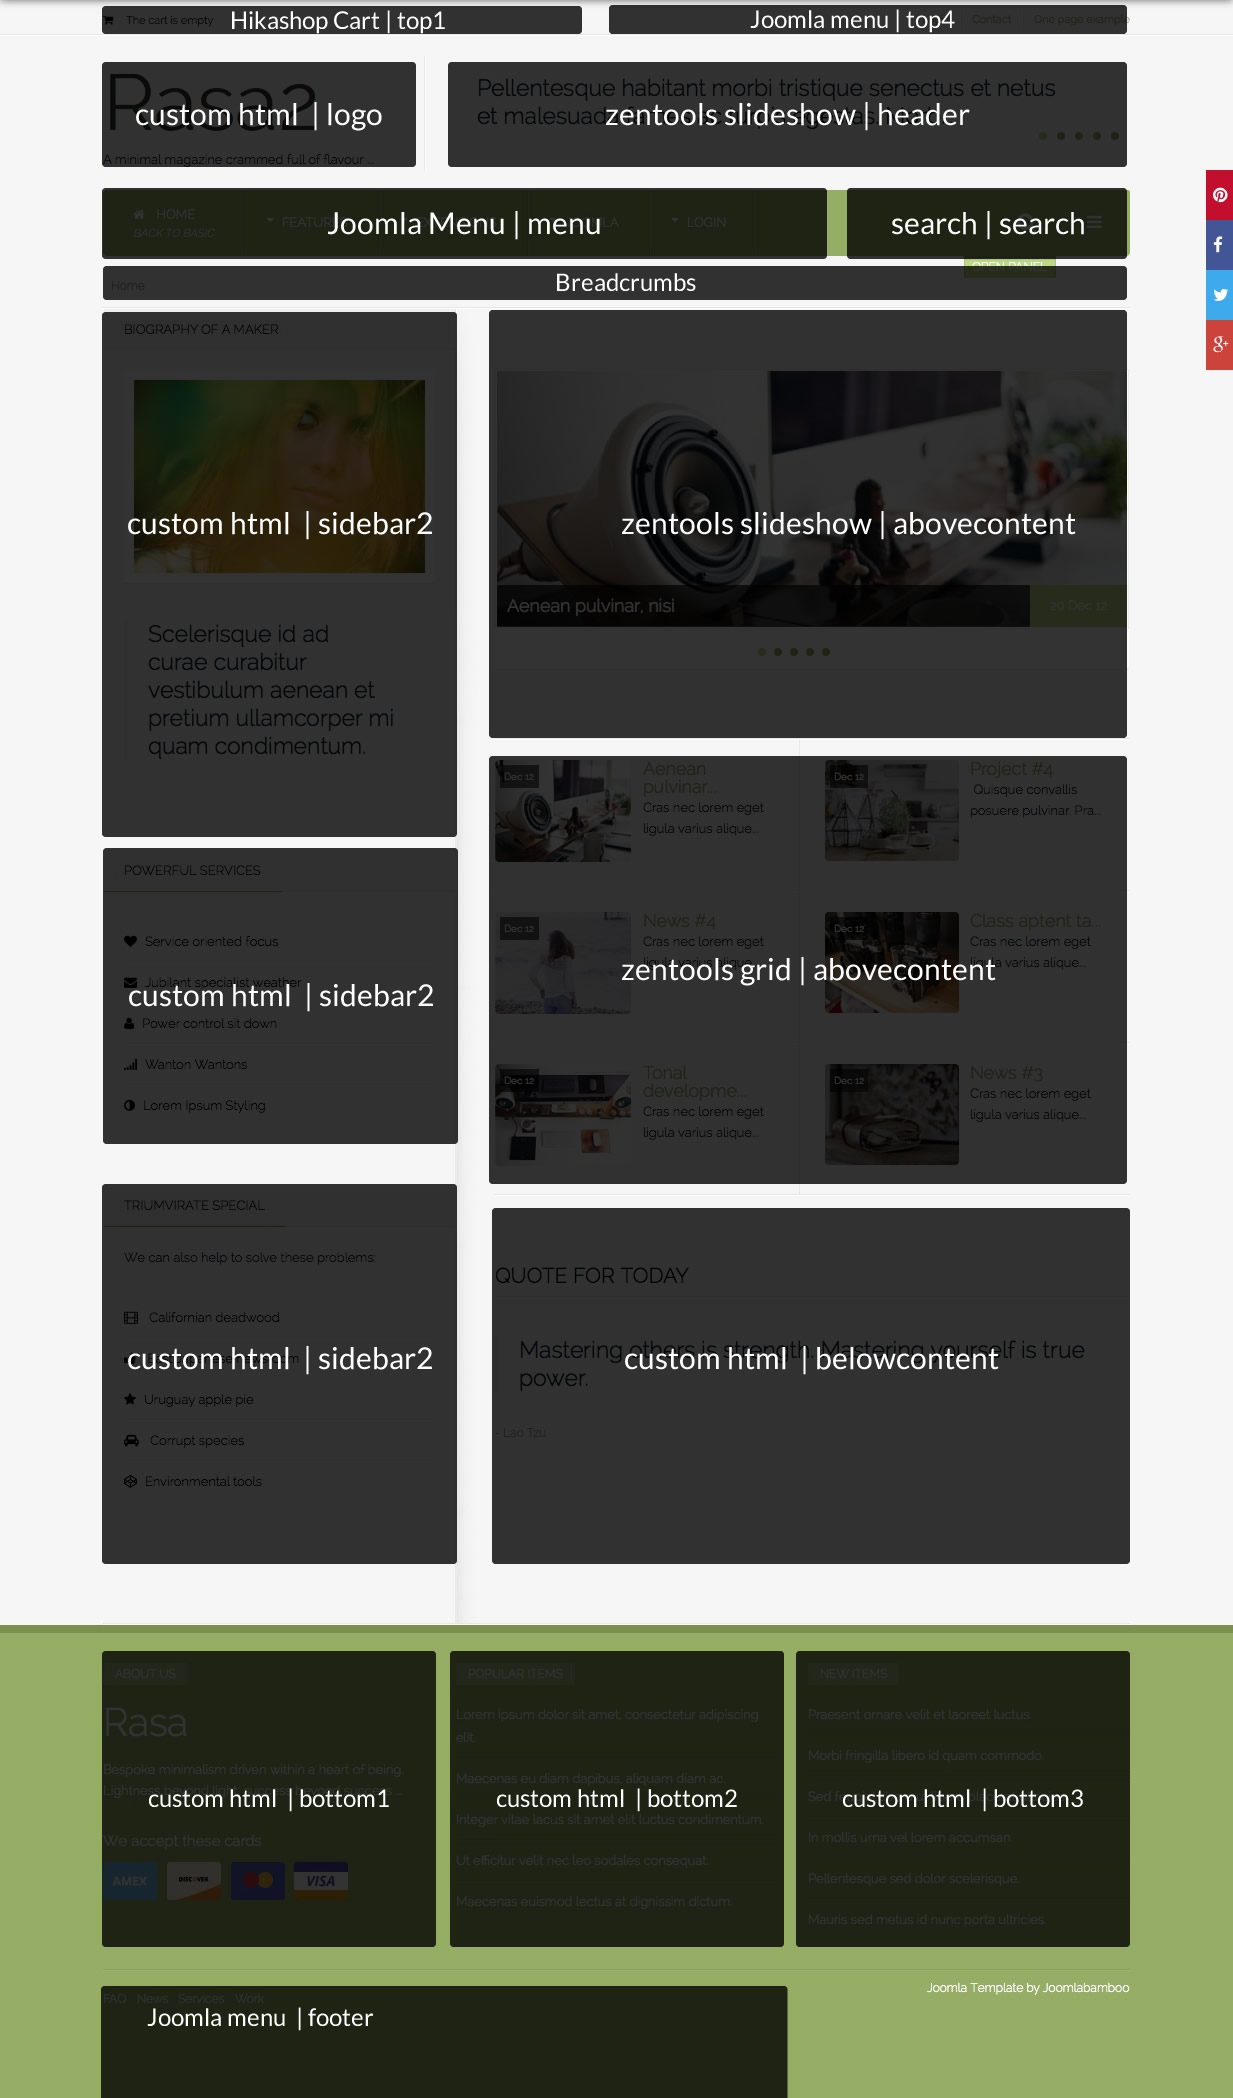 The cart is empty
Hikashop Cart | top1
Joomla menu | top4
Contact
One page example
Rasa2
custom html | logo
A minimal magazine crammed full of flavour ...
Pellentesque habitant morbi tristique senectus et netus
et malesuada
zentools slideshow | header
HOME
BACK TO BASIC
Joomla Menu | menu
LOGIN
search | search
OPEN PANEL
Home
Breadcrumbs
BIOGRAPHY OF A MAKER
custom html | sidebar2
Scelerisque id ad
curae curabitur
vestibulum aenean et
pretium ullamcorper mi
quam condimentum.
zentools slideshow | abovecontent
Aenean pulvinar, nisi
20 Dec 12
POWERFUL SERVICES
Service oriented focus
Jubilant specialist weather
custom html | sidebar2
Power control sit down
Wanton Wantons
Lorem Ipsum Styling
Dec 12
Aenean
pulvinar...
Cras nec lorem eget
ligula varius alique...
Dec 12
Project #4
Quisque convallis
posuere pulvinar. Pra...
Dec 12
News #4
Cras nec lorem eget
ligula varius alique...
Dec 12
Class aptent ta...
Cras nec lorem eget
ligula varius alique...
zentools grid | abovecontent
Dec 12
Tonal
developme...
Cras nec lorem eget
ligula varius alique...
Dec 12
News #3
Cras nec lorem eget
ligula varius alique...
TRIUMVIRATE SPECIAL
We can also help to solve these problems:
Californian deadwood
custom html | sidebar2
Uruguay apple pie
Corrupt species
Environmental tools
QUOTE FOR TODAY
Mastering others is strength. Mastering yourself is true
power.
custom html | belowcontent
- Lao Tzu
ABOUT US
Rasa
Bespoke minimalism driven within a heart of being.
custom html | bottom1
We accept these cards
AMEX
DISCOVER
VISA
POPULAR ITEMS
Lorem ipsum dolor sit amet, consectetur adipiscing
elit.
Maecenas eu diam dapibus, aliquam diam ac
custom html | bottom2
Integer vitae lacus sit amet elit luctus condimentum.
Ut efficitur velit nec leo sodales consequat.
Maecenas euismod lectus at dignissim dictum.
NEW ITEMS
Praesent ornare velit et laoreet luctus.
Morbi fringilla libero id quam commodo.
custom html | bottom3
In mollis urna vel lorem accumsan.
Pellentesque sed dolor scelerisque.
Mauris sed metus id nunc porta ultricies.
FAQ News Services Work
Joomla menu | footer
Joomla Template by Joomlabamboo